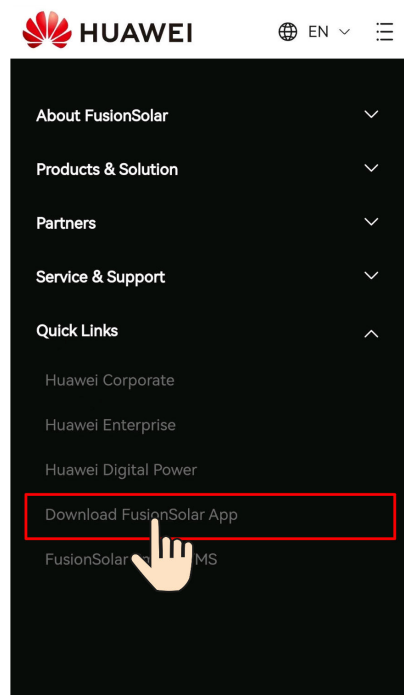 HUAWEI
EN
About FusionSolar
Products & Solution
Partners
Service & Support
Quick Links
Huawei Corporate
Huawei Enterprise
Huawei Digital Power
Download FusionSolar App
FusionSolar MS